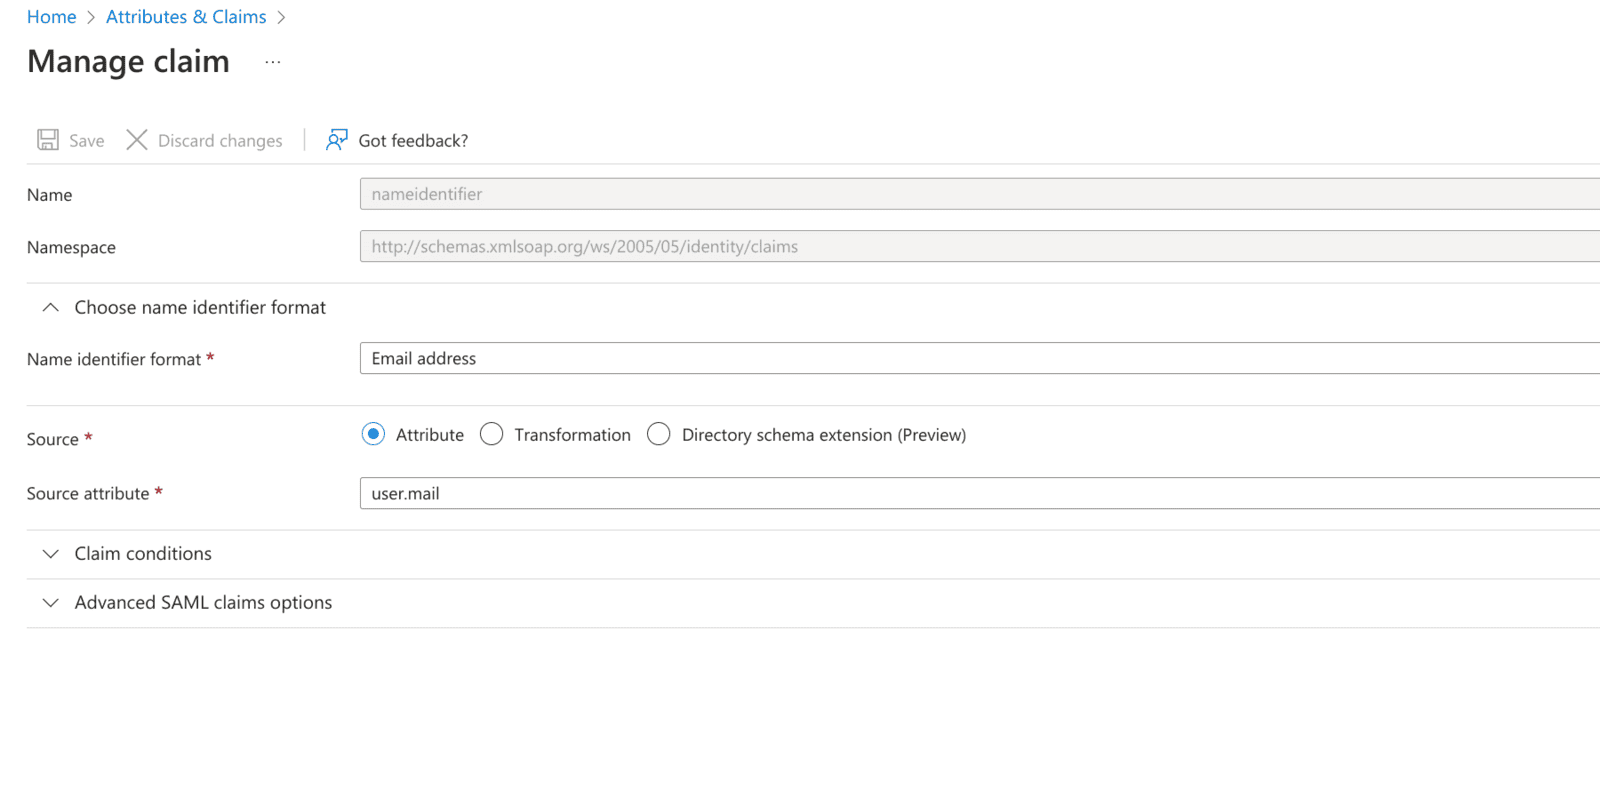 Home > Attributes & Claims >
Manage claim ...
Save Discard changes Got feedback?
Name nameidentifier
Namespace http://schemas.xmlsoap.org/ws/2005/05/identity/claims
Choose name identifier format
Name identifier format * Email address
Source * Attribute Transformation Directory schema extension (Preview)
Source attribute * user.mail
Claim conditions
Advanced SAML claims options